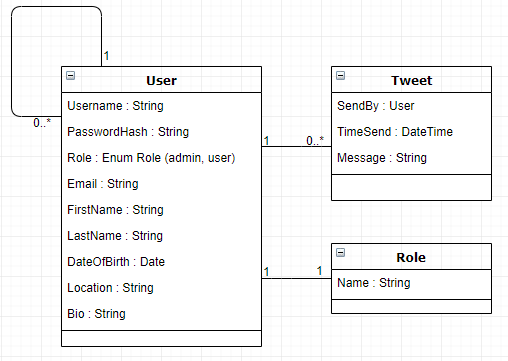 1
0..*
User
Username : String
PasswordHash : String
Role : Enum Role (admin, user)
Email : String
FirstName : String
LastName : String
DateOfBirth : Date
Location : String
Bio : String
1
0..*
Tweet
SendBy : User
TimeSend : DateTime
Message : String
1
1
Role
Name : String